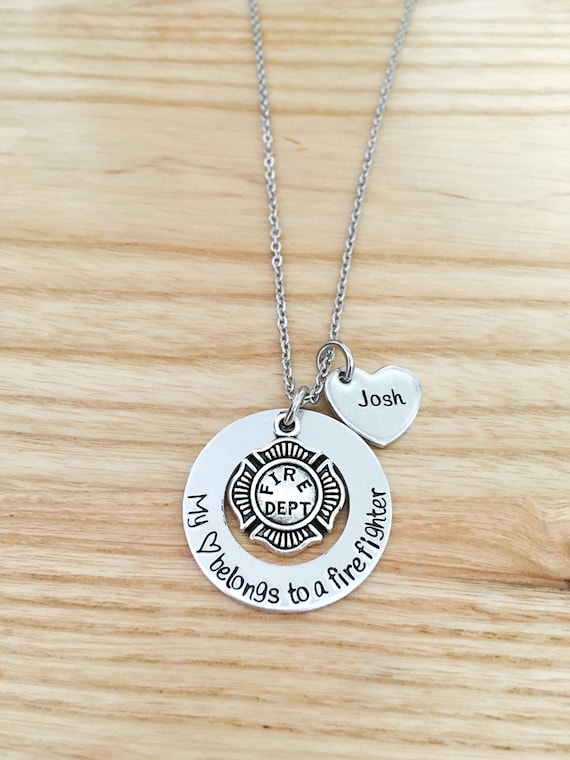 Josh
FIRE
DEPT
My ♡ belongs to a firefighter